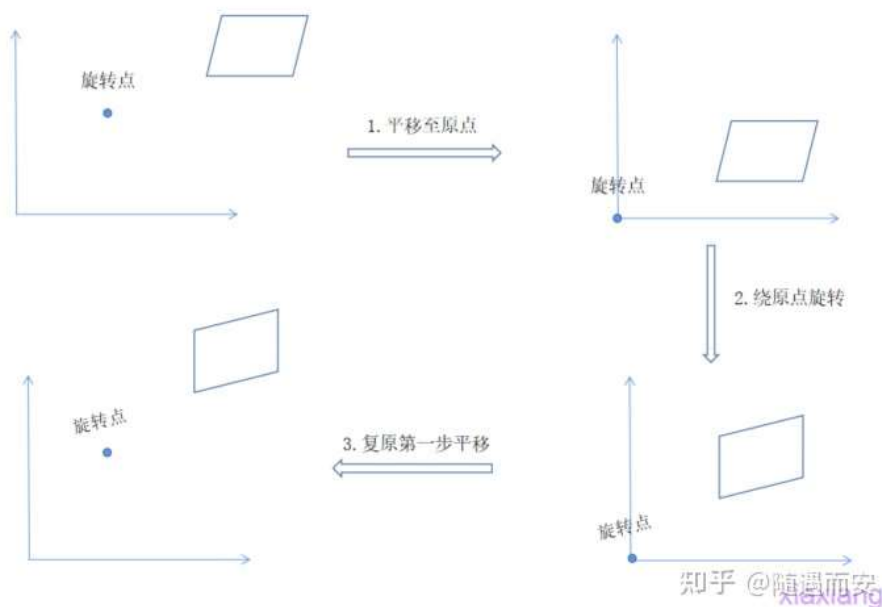 旋转点
1.平移至原点
旋转点
2.绕原点旋转
旋转点
3.复原第一步平移
旋转点
知乎 @随遇而安
xiaxiang